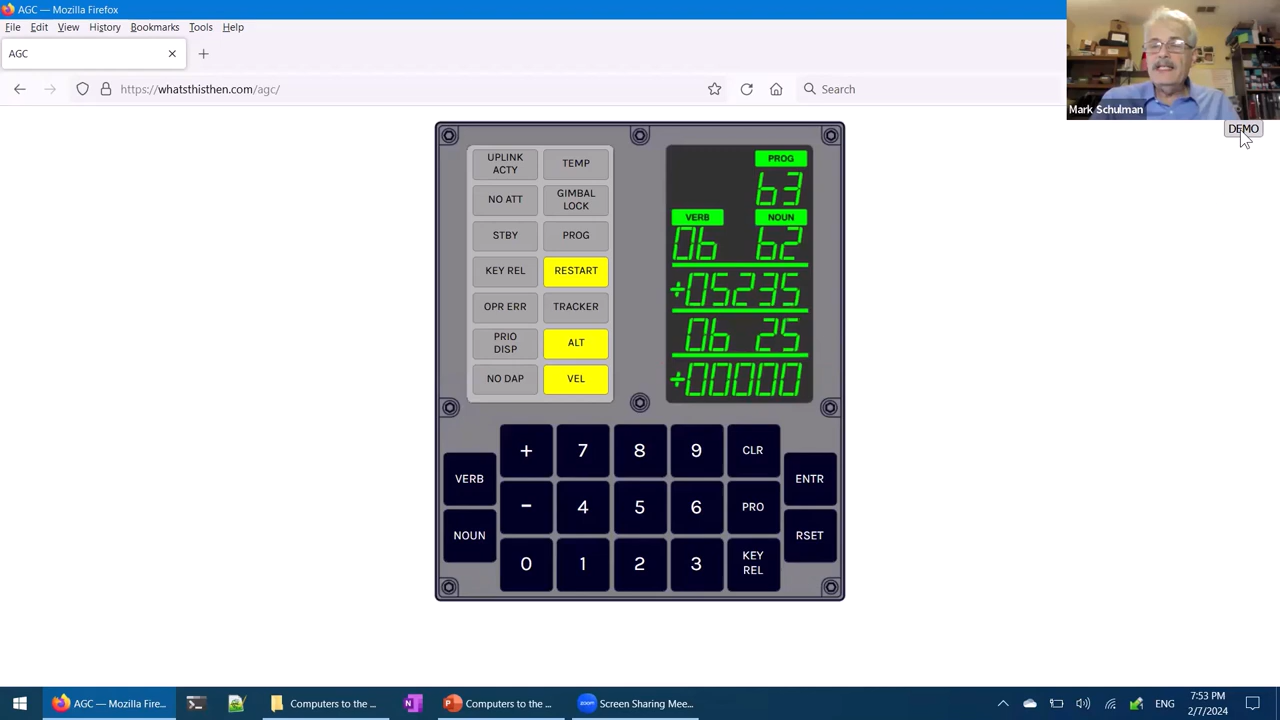 AGC — Mozilla Firefox
File Edit View History Bookmarks Tools Help
AGC
https://whatsthisthen.com/agc/
Search
Mark Schulman
DEMO
UPLINK ACTY
TEMP
NO ATT
GIMBAL LOCK
STBY
PROG
KEY REL
RESTART
OPR ERR
TRACKER
PRIO DISP
ALT
NO DAP
VEL
PROG
63
VERB NOUN
06 62
+05235
06 25
+00000
+ 7 8 9 CLR
VERB
ENTR
- 4 5 6 PRO
NOUN
RSET
0 1 2 3 KEY REL
AGC — Mozilla Fire...
Computers to the ...
Computers to the ...
zoom
Screen Sharing Mee...
ENG
7:53 PM
2/7/2024